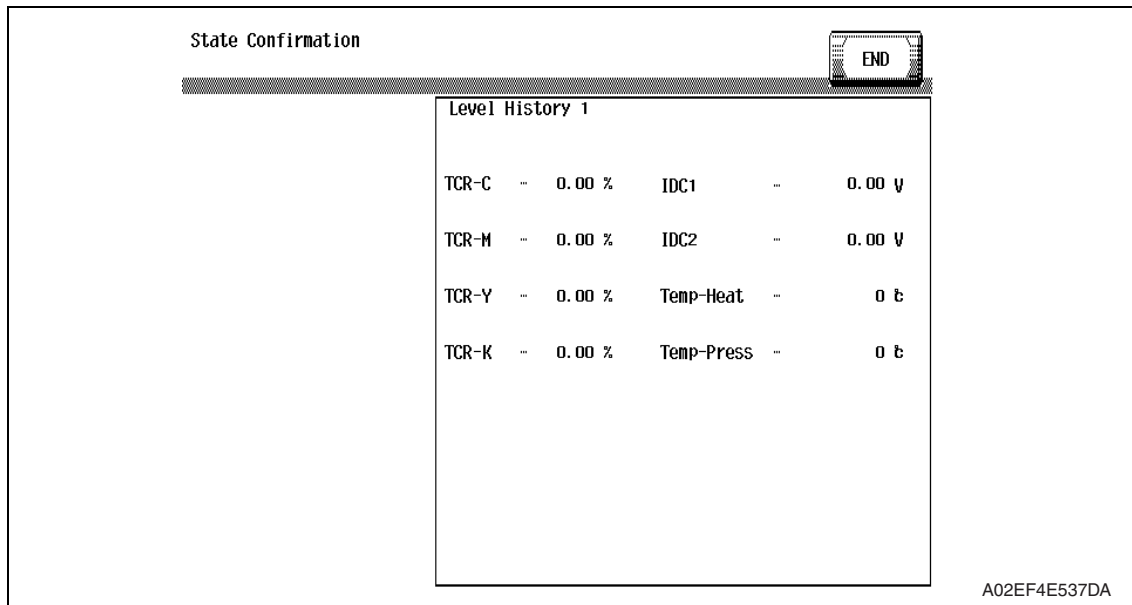 State Confirmation
END
Level History 1
TCR-C ··· 0.00 % IDC1 ··· 0.00 V
TCR-M ··· 0.00 % IDC2 ··· 0.00 V
TCR-Y ··· 0.00 % Temp-Heat ··· 0 ℃
TCR-K ··· 0.00 % Temp-Press ··· 0 ℃
A02EF4E537DA